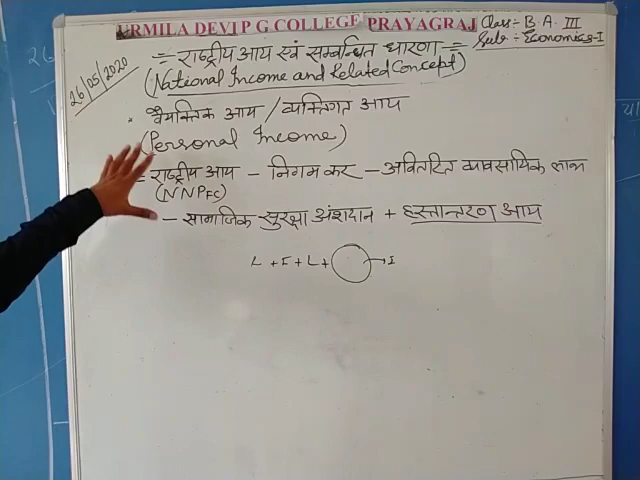 URMILA DEVI P G COLLEGE PRAYAGRAJ
Class:- B.A. III
Sub:- Economics-I
26/05/2020
= राष्ट्रीय आय एवं सम्बन्धित धारणा =
(National Income and Related Concept)
वैयक्तिक आय / व्यक्तिगत आय
(Personal Income)
= राष्ट्रीय आय - निगम कर - अवितरित व्यवसायिक लाभ
(NNPFC)
- सामाजिक सुरक्षा अंशदान + हस्तान्तरण आय
L + I + L + → I